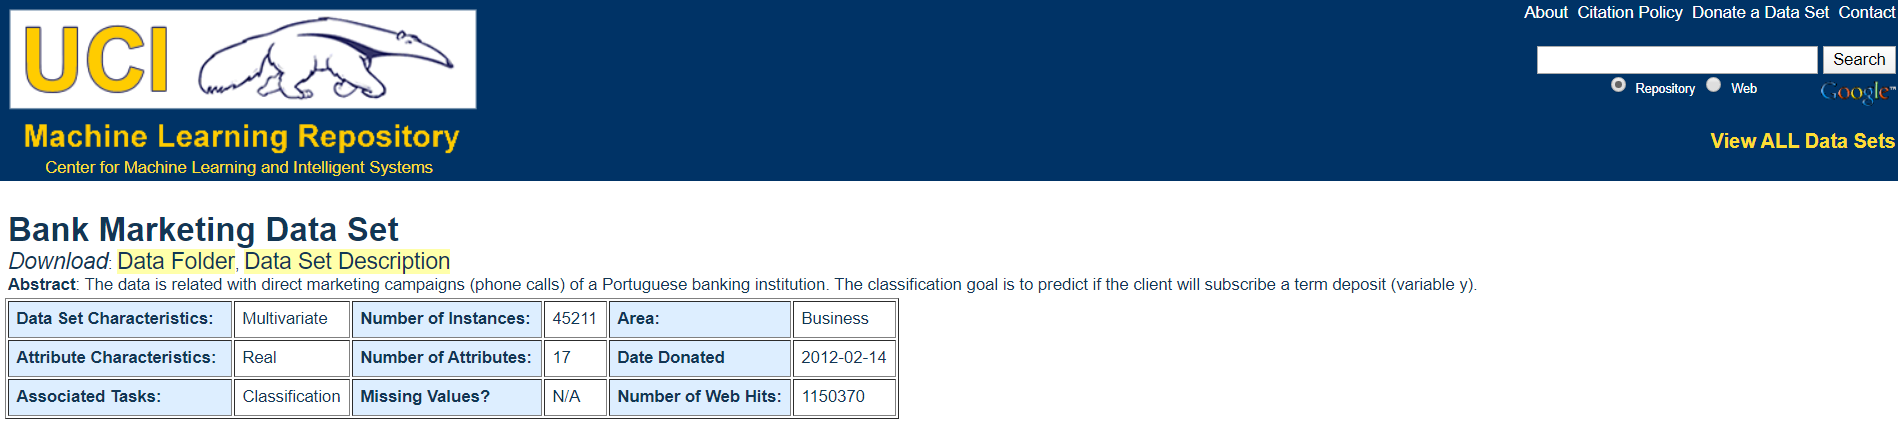 UCI
Machine Learning Repository
Center for Machine Learning and Intelligent Systems
About Citation Policy Donate a Data Set Contact
Search
Repository Web Google™
View ALL Data Sets
Bank Marketing Data Set
Download: Data Folder, Data Set Description
Abstract: The data is related with direct marketing campaigns (phone calls) of a Portuguese banking institution. The classification goal is to predict if the client will subscribe a term deposit (variable y).
Data Set Characteristics: Multivariate Number of Instances: 45211 Area: Business
Attribute Characteristics: Real Number of Attributes: 17 Date Donated 2012-02-14
Associated Tasks: Classification Missing Values? N/A Number of Web Hits: 1150370